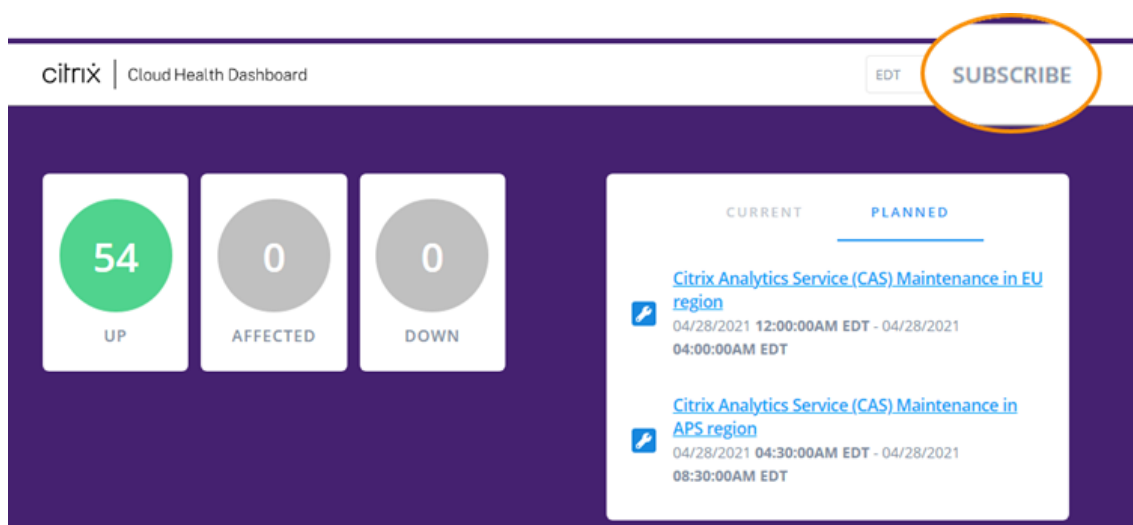 citrix | Cloud Health Dashboard
EDT
SUBSCRIBE
54
UP
0
AFFECTED
0
DOWN
CURRENT
PLANNED
Citrix Analytics Service (CAS) Maintenance in EU
region
04/28/2021 12:00:00AM EDT - 04/28/2021
04:00:00AM EDT
Citrix Analytics Service (CAS) Maintenance in
APS region
04/28/2021 04:30:00AM EDT - 04/28/2021
08:30:00AM EDT